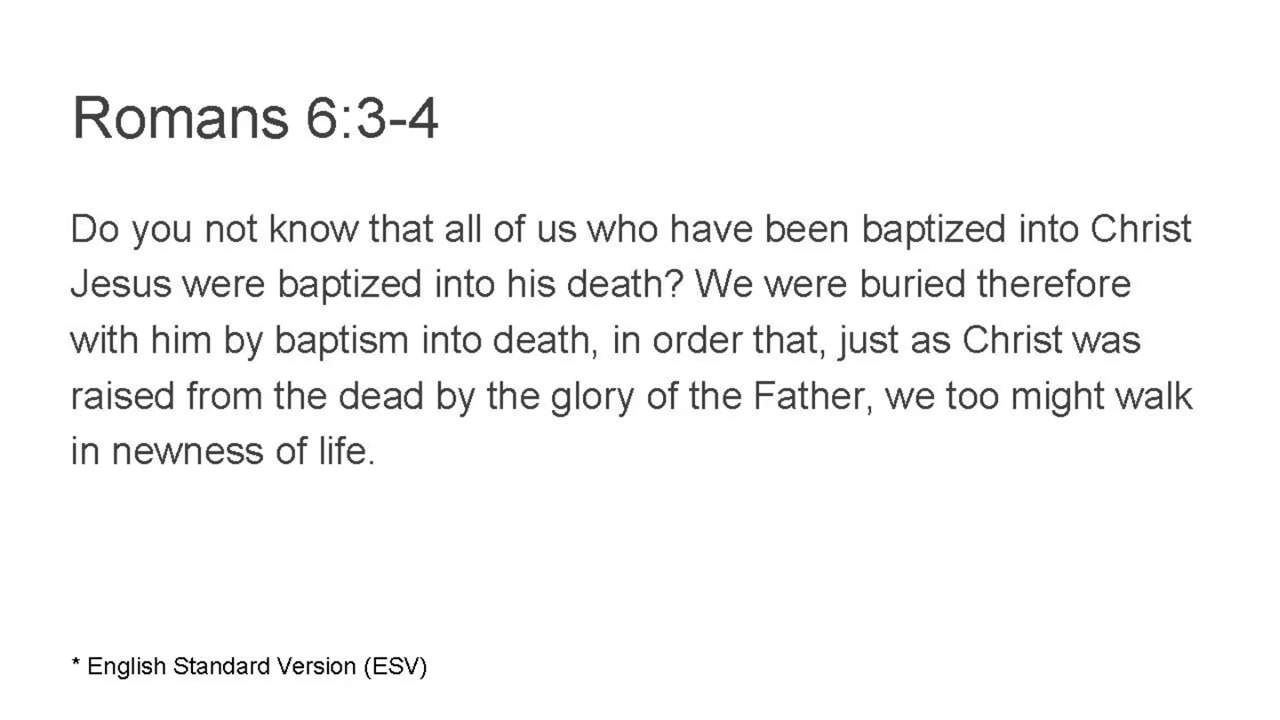 Romans 6:3-4
Do you not know that all of us who have been baptized into Christ
Jesus were baptized into his death? We were buried therefore
with him by baptism into death, in order that, just as Christ was
raised from the dead by the glory of the Father, we too might walk
in newness of life.
* English Standard Version (ESV)